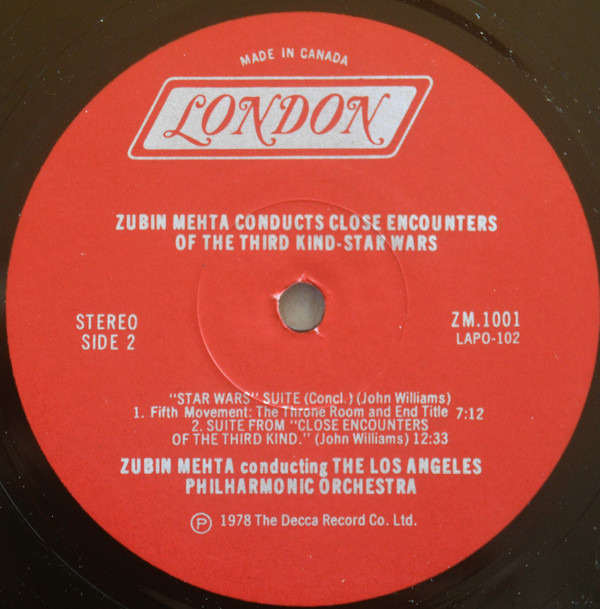 MADE IN CANADA
LONDON
ZUBIN MEHTA CONDUCTS CLOSE ENCOUNTERS
OF THE THIRD KIND-STAR WARS
STEREO
SIDE 2
ZM.1001
LAPO-102
"STAR WARS" SUITE (Concl.) (John Williams)
1. Fifth Movement: The Throne Room and End Title 7:12
2. SUITE FROM "CLOSE ENCOUNTERS
OF THE THIRD KIND." (John Williams) 12:33
ZUBIN MEHTA conducting THE LOS ANGELES
PHILHARMONIC ORCHESTRA
Ⓟ 1978 The Decca Record Co. Ltd.